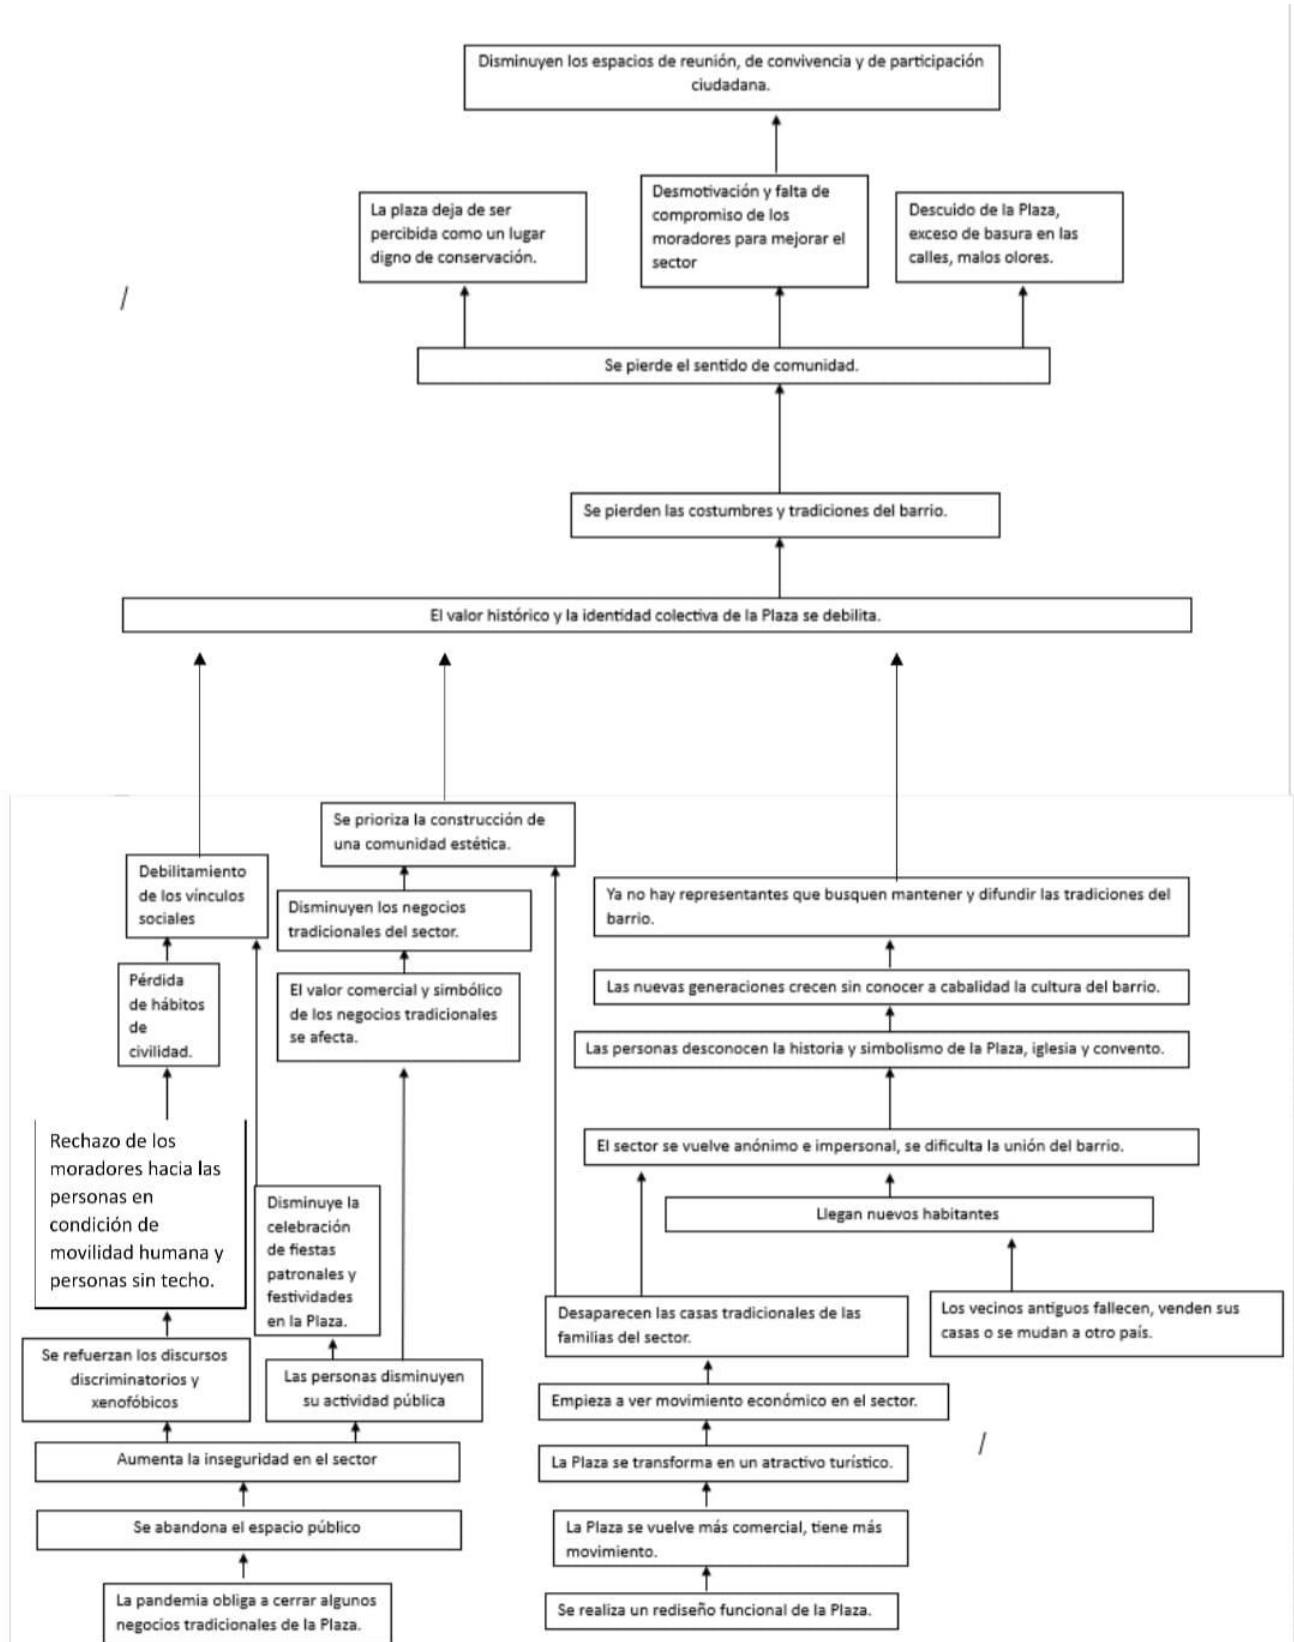 Disminuyen los espacios de reunión, de convivencia y de participación
ciudadana.
La plaza deja de ser
percibida como un lugar
digno de conservación.
Desmotivación y falta de
compromiso de los
moradores para mejorar el
sector
Descuido de la Plaza,
exceso de basura en las
calles, malos olores.
/
Se pierde el sentido de comunidad.
Se pierden las costumbres y tradiciones del barrio.
El valor histórico y la identidad colectiva de la Plaza se debilita.
Se prioriza la construcción de
una comunidad estética.
Debilitamiento
de los vínculos
sociales
Disminuyen los negocios
tradicionales del sector.
Ya no hay representantes que busquen mantener y difundir las tradiciones del
barrio.
Pérdida
de hábitos
de
civilidad.
El valor comercial y simbólico
de los negocios tradicionales
se afecta.
Las nuevas generaciones crecen sin conocer a cabalidad la cultura del barrio.
Las personas desconocen la historia y simbolismo de la Plaza, iglesia y convento.
Rechazo de los
moradores hacia las
personas en
condición de
movilidad humana y
personas sin techo.
El sector se vuelve anónimo e impersonal, se dificulta la unión del barrio.
Disminuye la
celebración
de fiestas
patronales y
festividades
en la Plaza.
Llegan nuevos habitantes
Desaparecen las casas tradicionales de las
familias del sector.
Los vecinos antiguos fallecen, venden sus
casas o se mudan a otro país.
Se refuerzan los discursos
discriminatorios y
xenofóbicos
Las personas disminuyen
su actividad pública
Empieza a ver movimiento económico en el sector.
Aumenta la inseguridad en el sector
La Plaza se transforma en un atractivo turístico.
/
Se abandona el espacio público
La Plaza se vuelve más comercial, tiene más
movimiento.
La pandemia obliga a cerrar algunos
negocios tradicionales de la Plaza.
Se realiza un rediseño funcional de la Plaza.